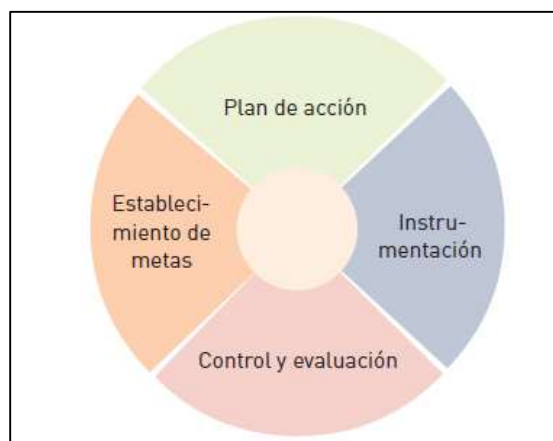 Plan de acción
Estableci-
miento de
metas
Instru-
mentación
Control y evaluación